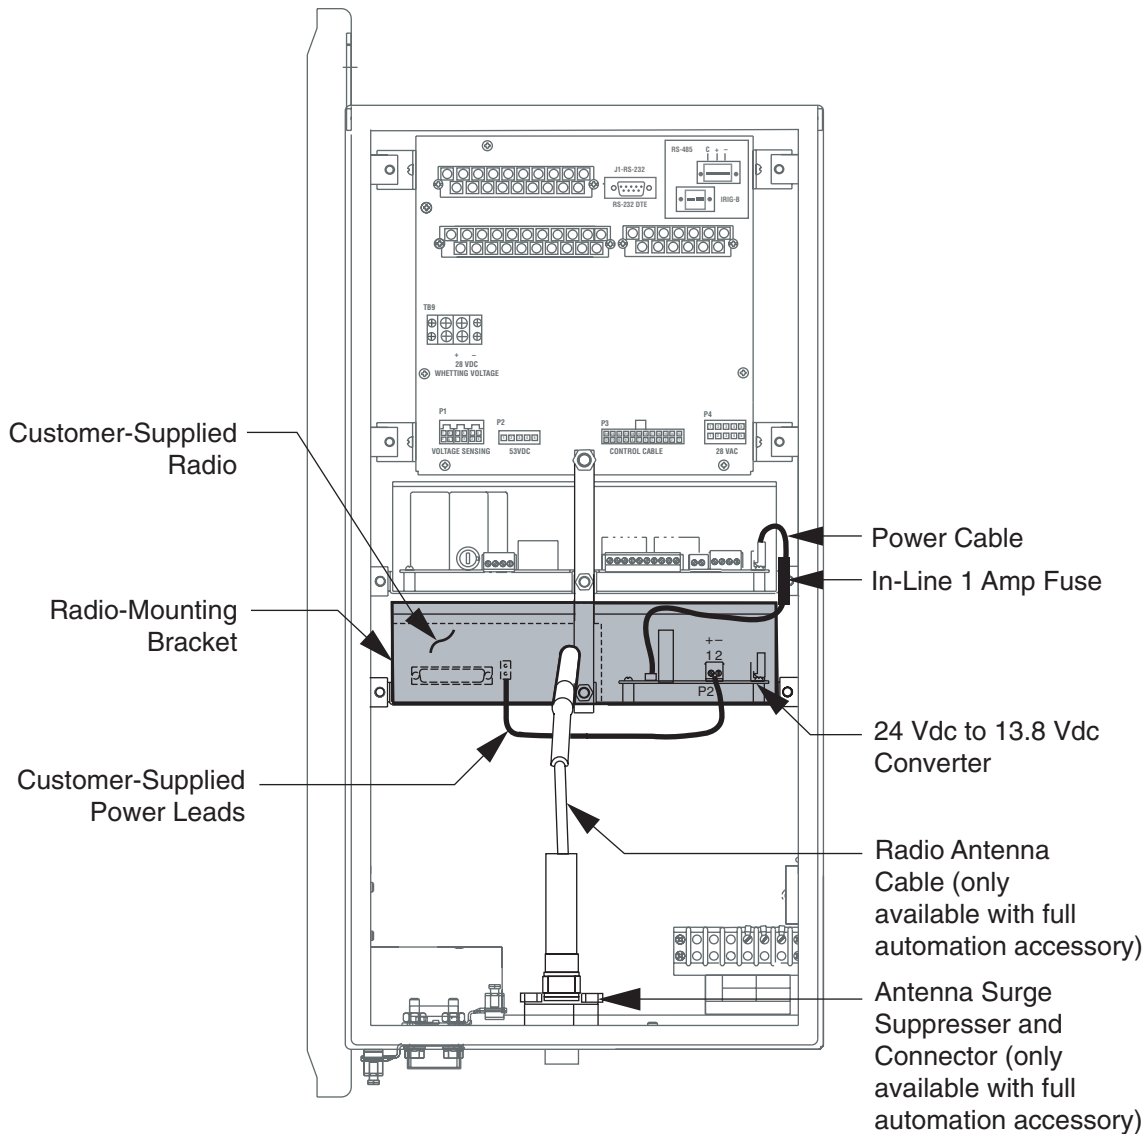 RS-485
C + −
J1-RS-232
RS-232 DTE
IRIG-B
TB9
+ −
28 VDC
WHETTING VOLTAGE
P1
VOLTAGE SENSING
P2
53VDC
P3
CONTROL CABLE
P4
28 VAC
Customer-Supplied
Radio
Radio-Mounting
Bracket
Customer-Supplied
Power Leads
+−
12
P2
Power Cable
In-Line 1 Amp Fuse
24 Vdc to 13.8 Vdc
Converter
Radio Antenna
Cable (only
available with full
automation accessory)
Antenna Surge
Suppresser and
Connector (only
available with full
automation accessory)